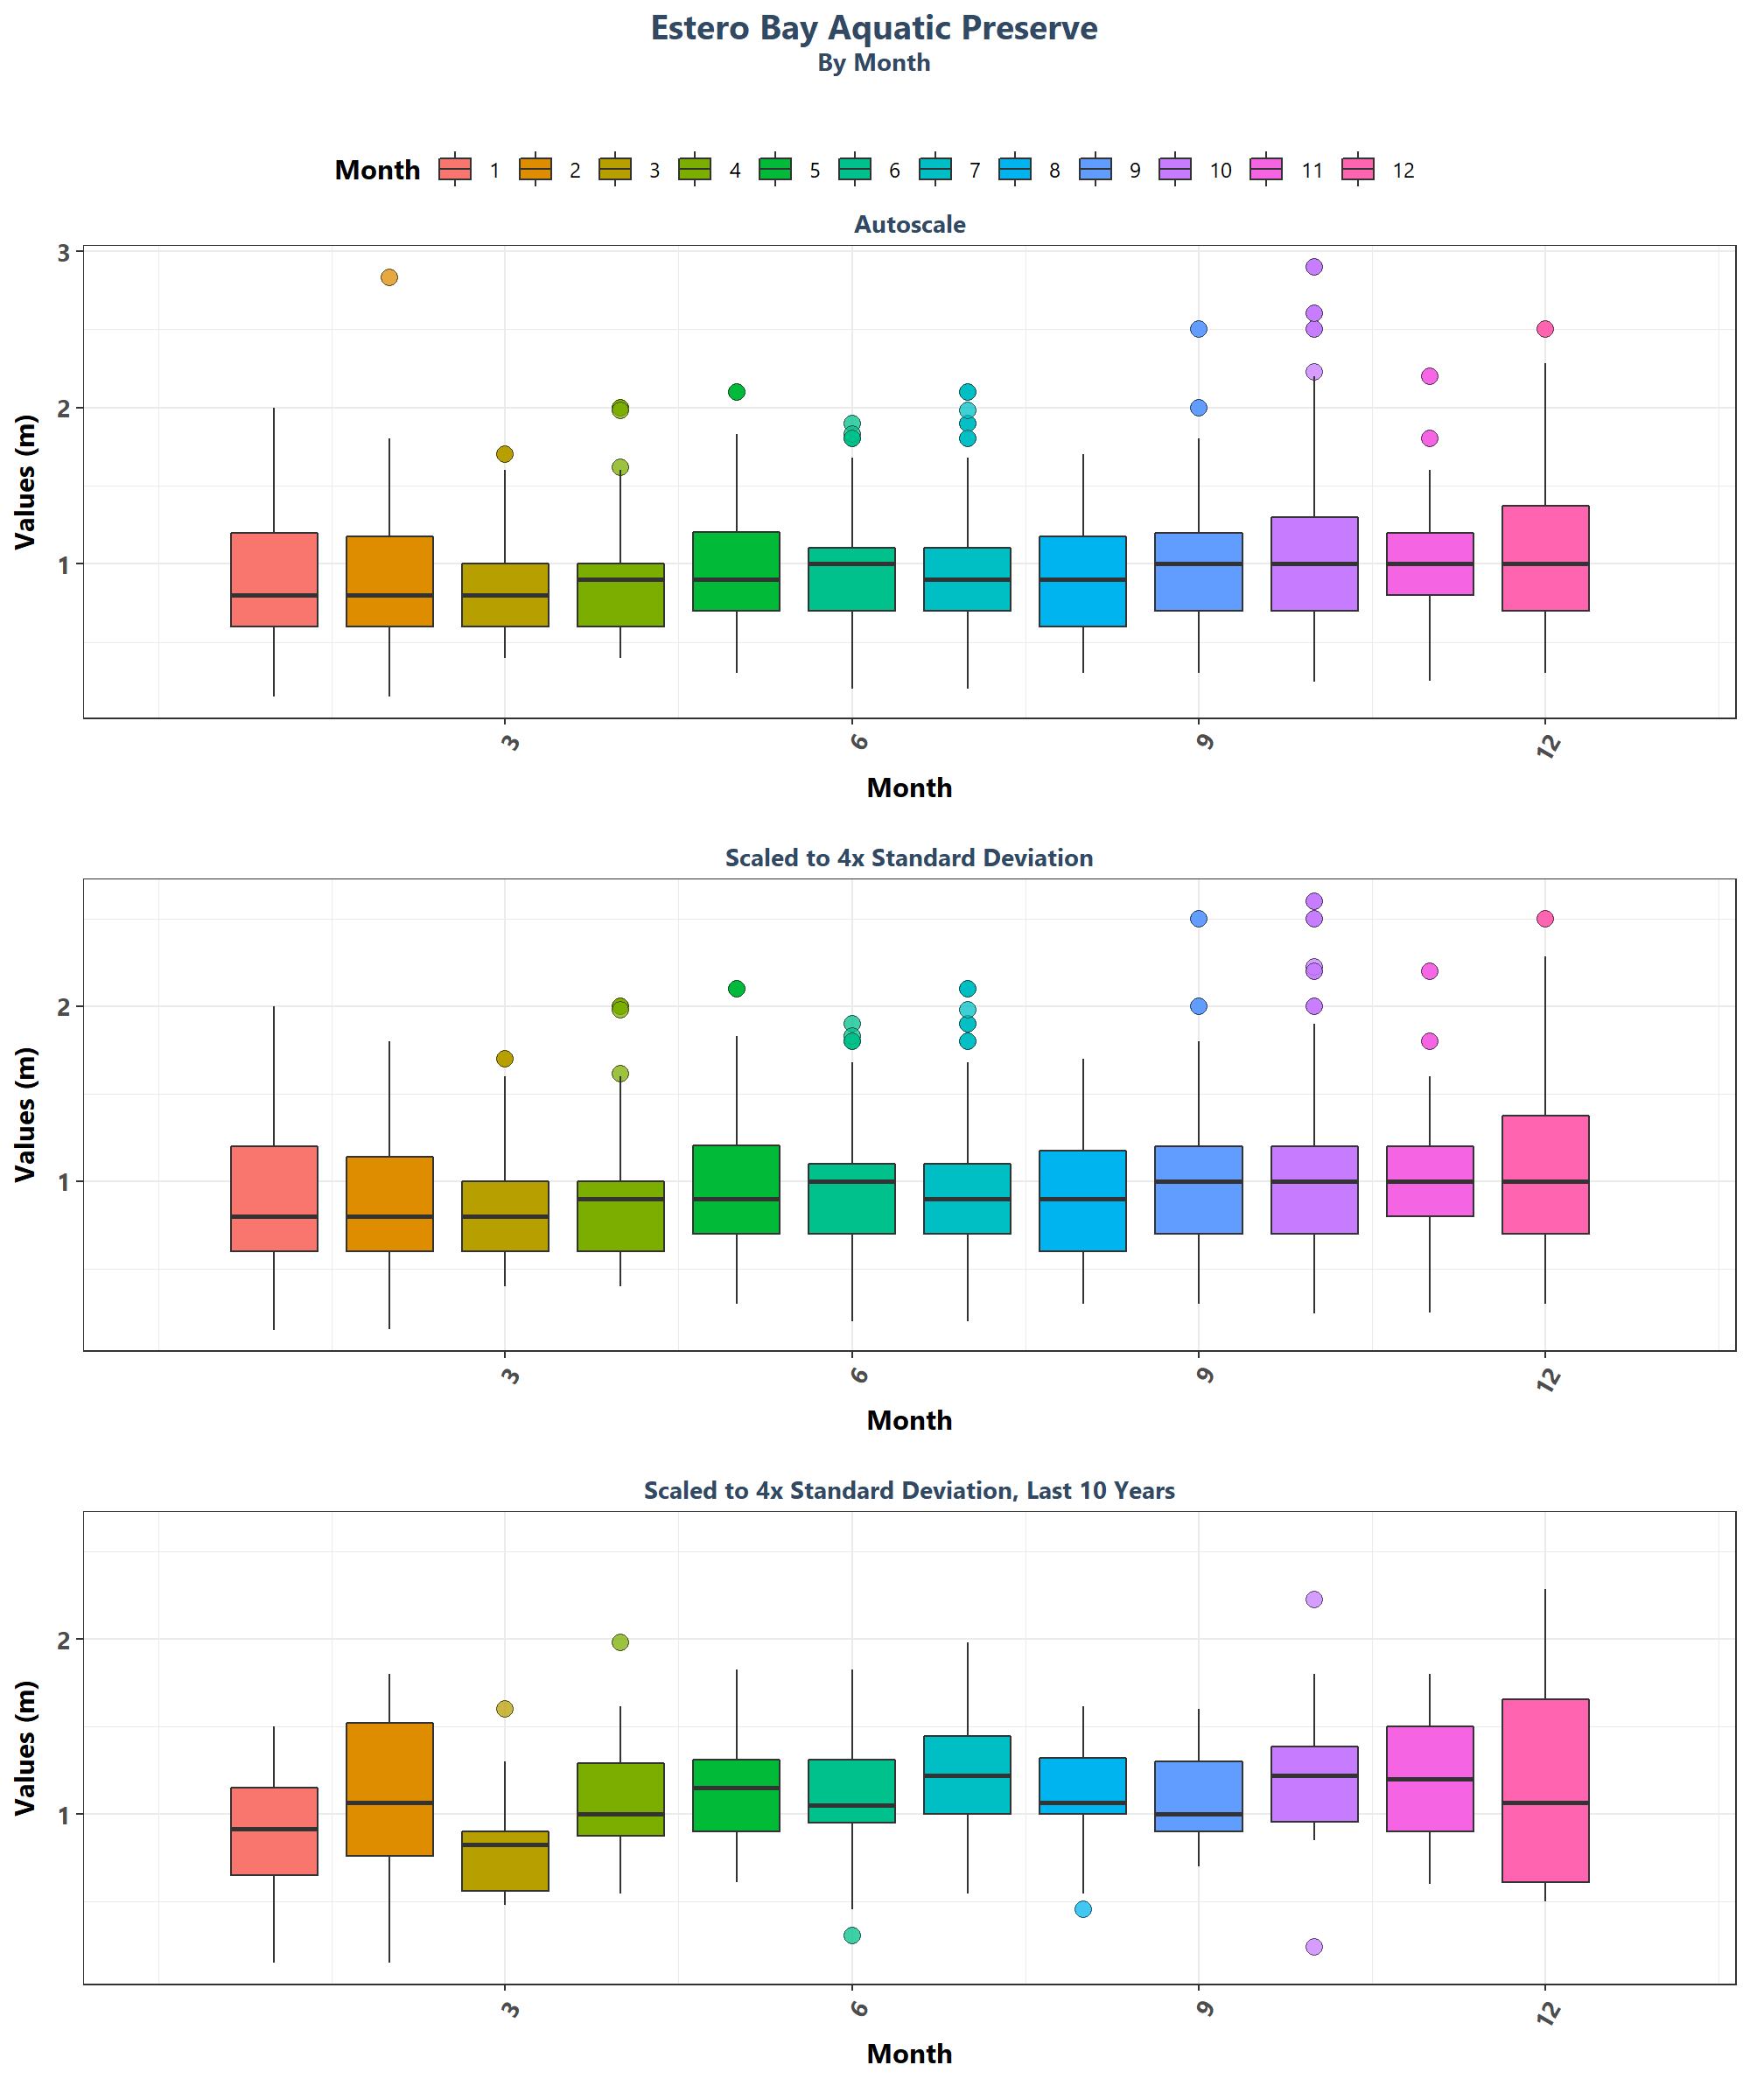 Estero Bay Aquatic Preserve
By Month
Month 1 2 3 4 5 6 7 8 9 10 11 12
Autoscale
3
2
1
Values (m)
3 6 9 12
Month
Scaled to 4x Standard Deviation
2
1
Values (m)
3 6 9 12
Month
Scaled to 4x Standard Deviation, Last 10 Years
2
1
Values (m)
3 6 9 12
Month